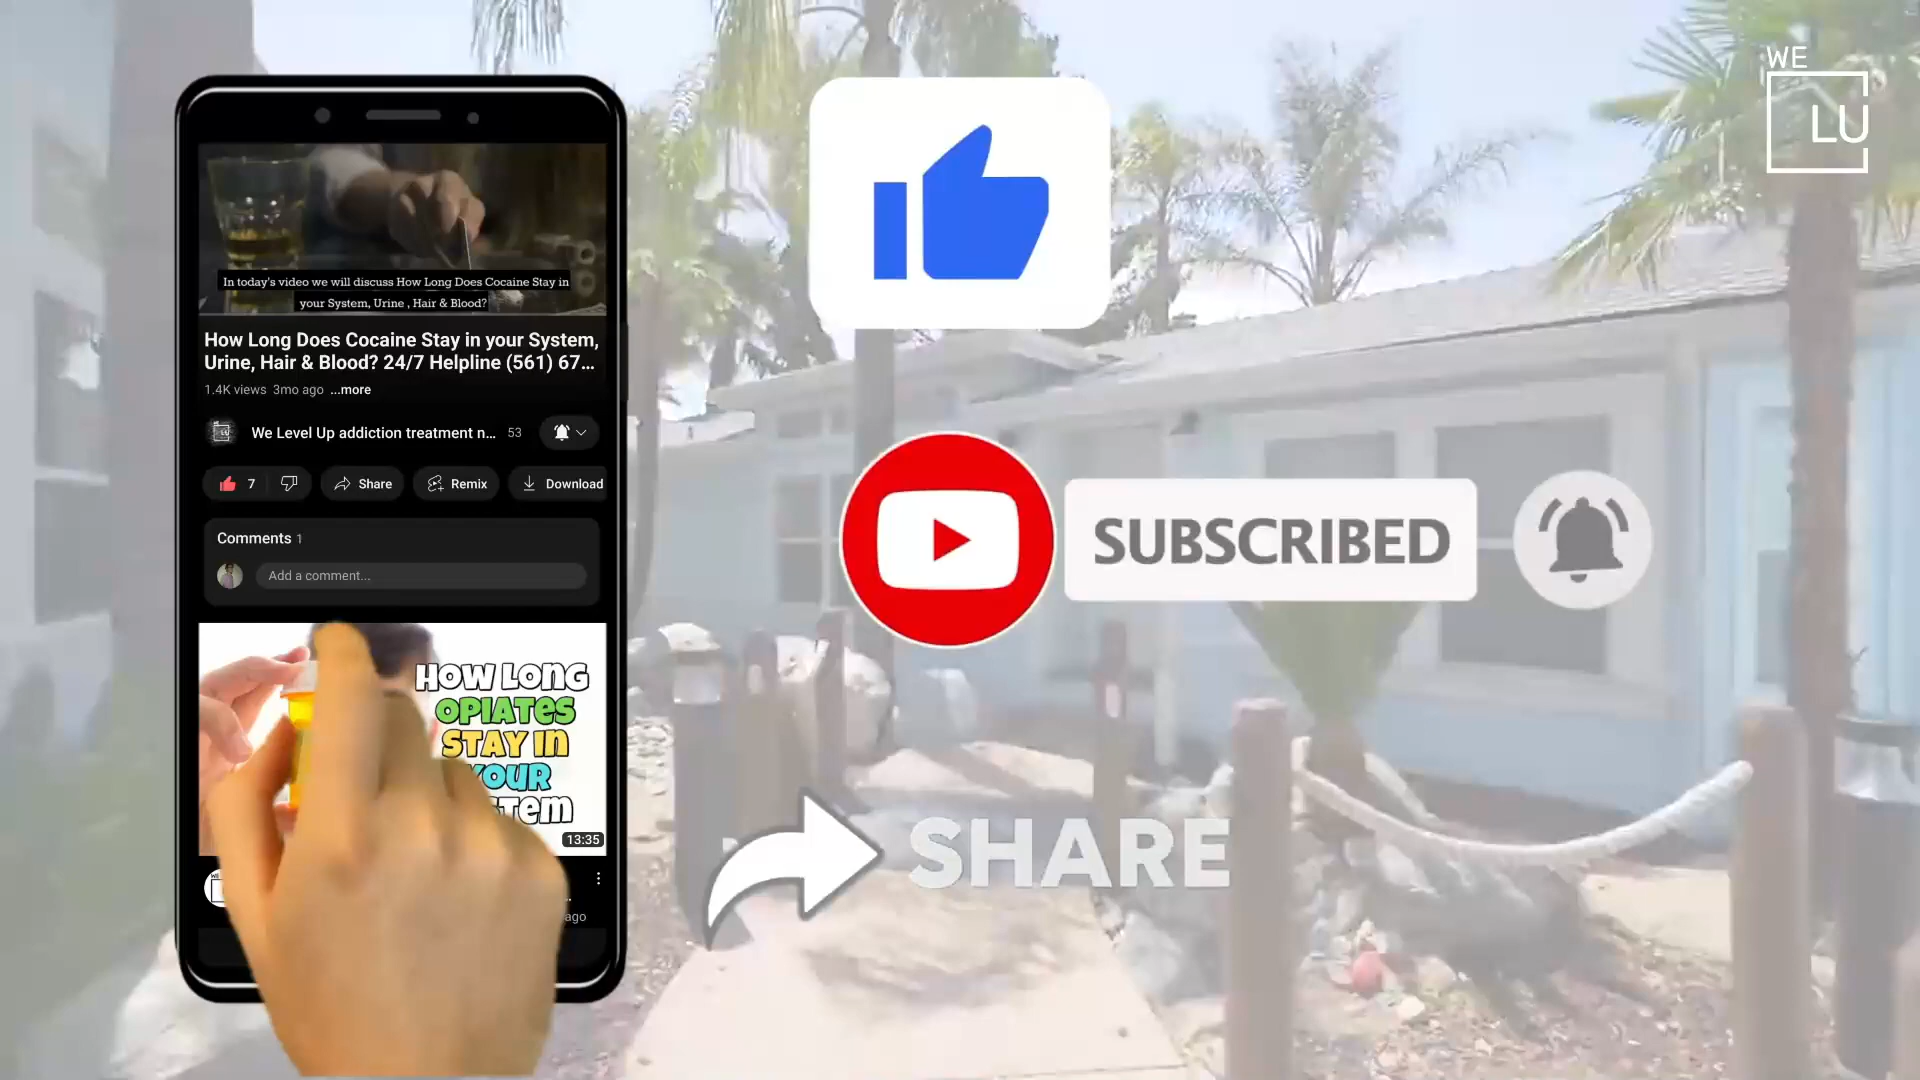 WE
LU
In today's video we will discuss How Long Does Cocaine Stay in
your System, Urine , Hair & Blood?
How Long Does Cocaine Stay in your System,
Urine, Hair & Blood? 24/7 Helpline (561) 67...
1.4K views 3mo ago ...more
We Level Up addiction treatment n... 53
7 Share Remix Download
Comments 1
Add a comment...
HOW LONG
OPIATES
STAY IN
YOUR
13:35
ago
SUBSCRIBED
SHARE